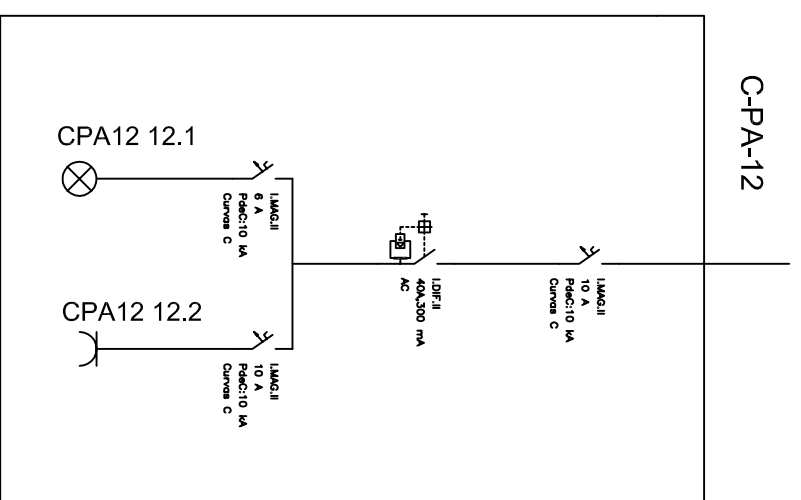 C-PA-12
CPA12 12.1
I.MAG.II
6 A
PdeC:10 kA
Curvas C
I.DIF.II
40A,300 mA
AC
I.MAG.II
10 A
PdeC:10 kA
Curvas C
CPA12 12.2
I.MAG.II
10 A
PdeC:10 kA
Curvas C